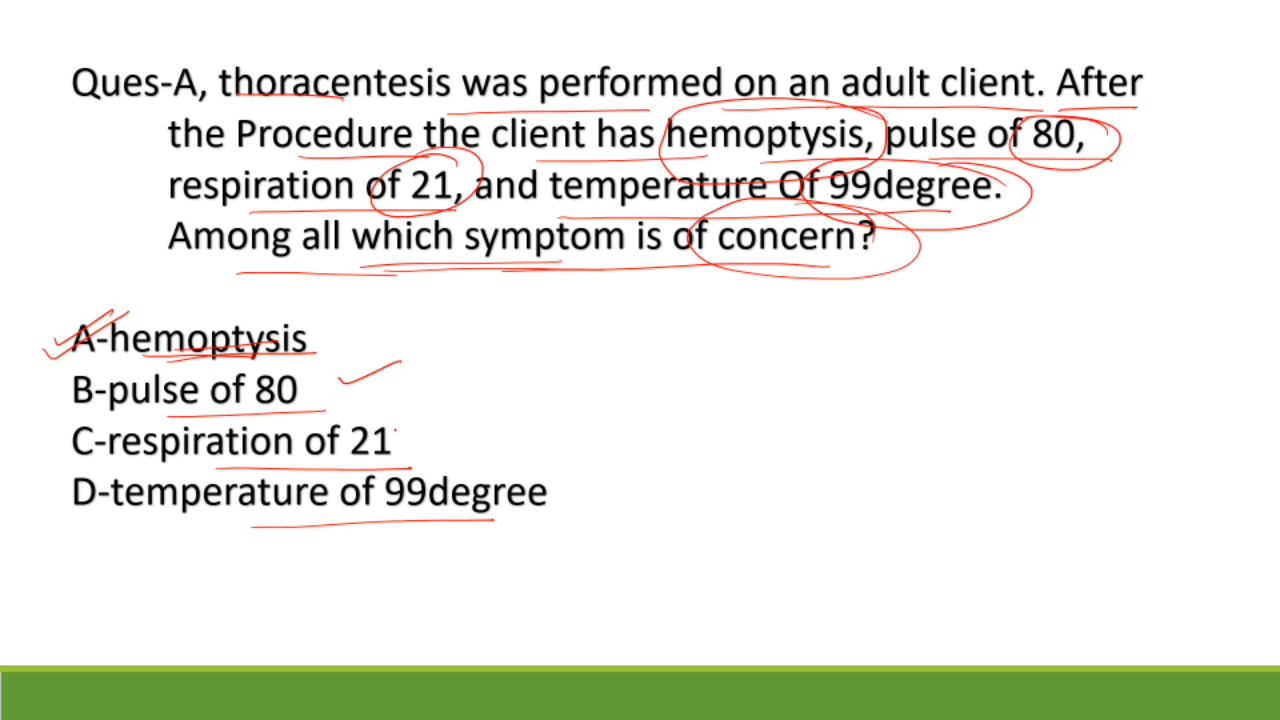 Ques-A, thoracentesis was performed on an adult client. After
the Procedure the client has hemoptysis, pulse of 80,
respiration of 21, and temperature Of 99degree.
Among all which symptom is of concern?
A-hemoptysis
B-pulse of 80
C-respiration of 21
D-temperature of 99degree